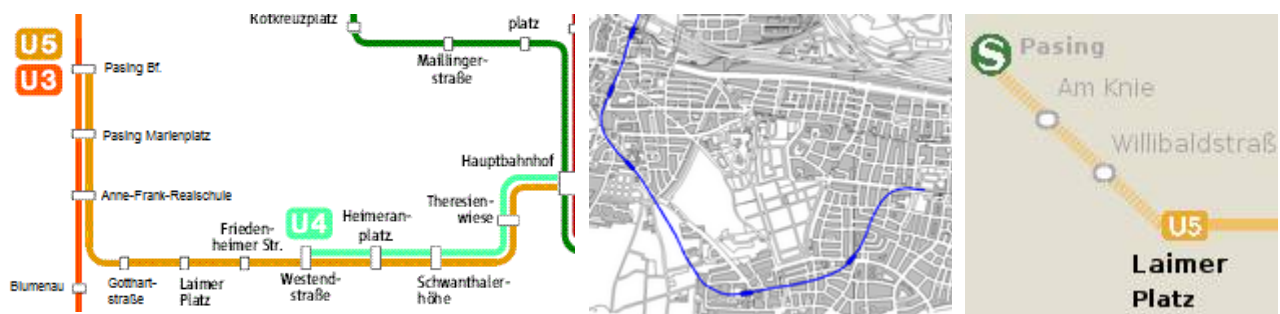 Rotkreuzplatz
platz
U5
U3
Pasing Bf.
Maillinger-
straße
Pasing Marienplatz
Hauptbahnhof
Anne-Frank-Realschule
Theresien-
wiese
U4
Heimeran-
platz
Frieden-
heimer Str.
Blumenau
Gotthart-
straße
Laimer
Platz
Westend-
straße
Schwanthaler-
höhe
S
Pasing
Am Knie
Willibaldstraß
U5
Laimer
Platz